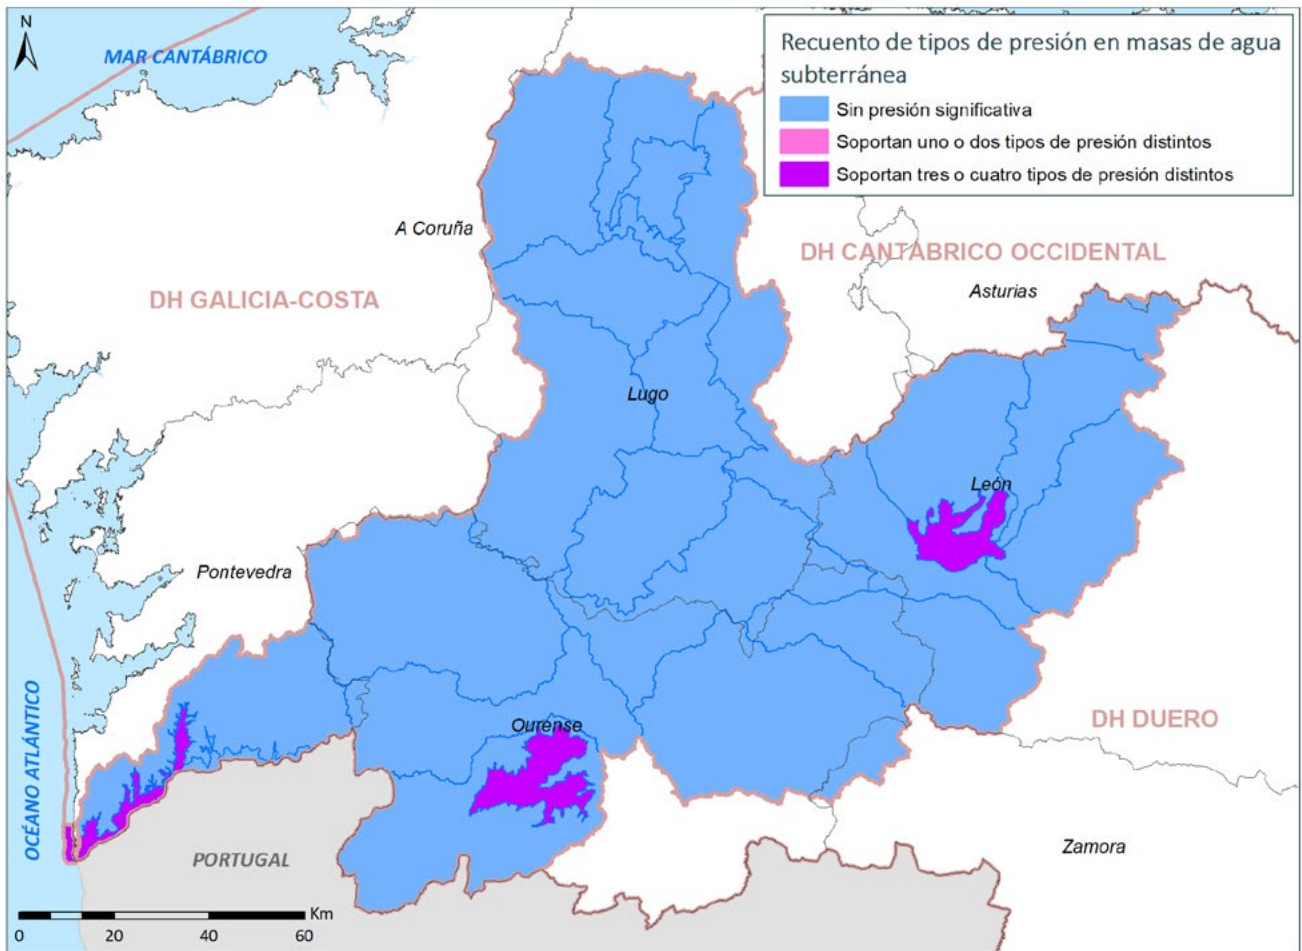 N
MAR CANTÁBRICO
Recuento de tipos de presión en masas de agua
subterránea
Sin presión significativa
Soportan uno o dos tipos de presión distintos
Soportan tres o cuatro tipos de presión distintos
A Coruña
DH CANTÁBRICO OCCIDENTAL
DH GALICIA-COSTA
Asturias
Lugo
León
Pontevedra
OCÉANO ATLÁNTICO
Ourense
DH DUERO
PORTUGAL
Zamora
Km
0 20 40 60